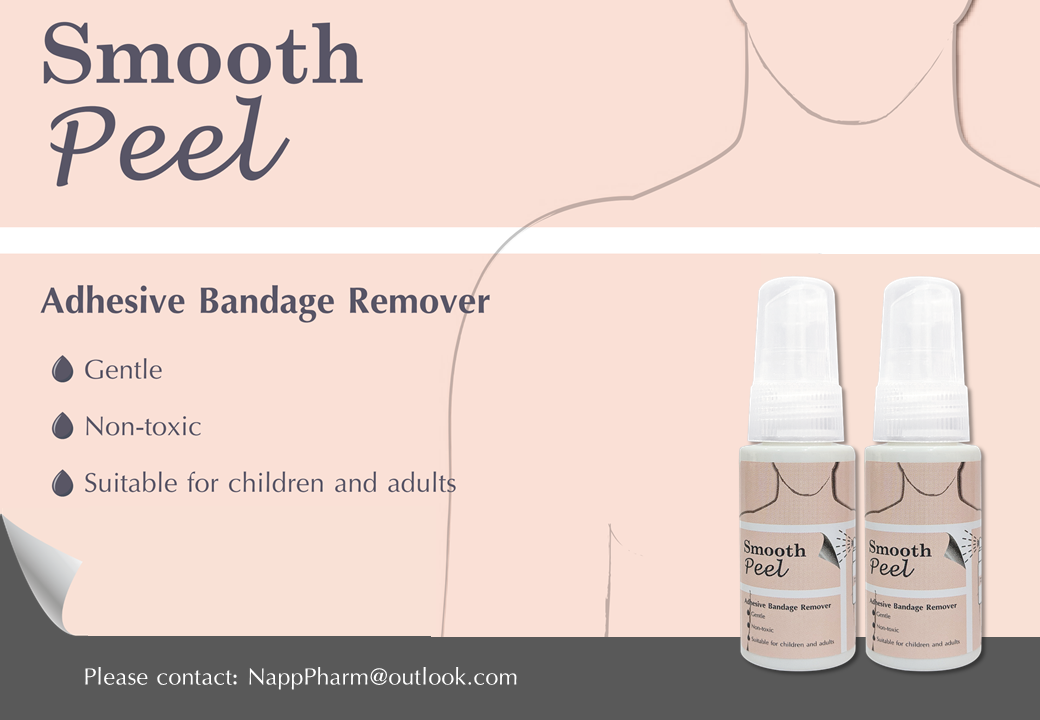 Smooth
Peel
Adhesive Bandage Remover
Gentle
Non-toxic
Suitable for children and adults
Smooth
Peel
Adhesive Bandage Remover
Gentle
Non-toxic
Suitable for children and adults
Smooth
Peel
Adhesive Bandage Remover
Gentle
Non-toxic
Suitable for children and adults
Please contact: NappPharm@outlook.com